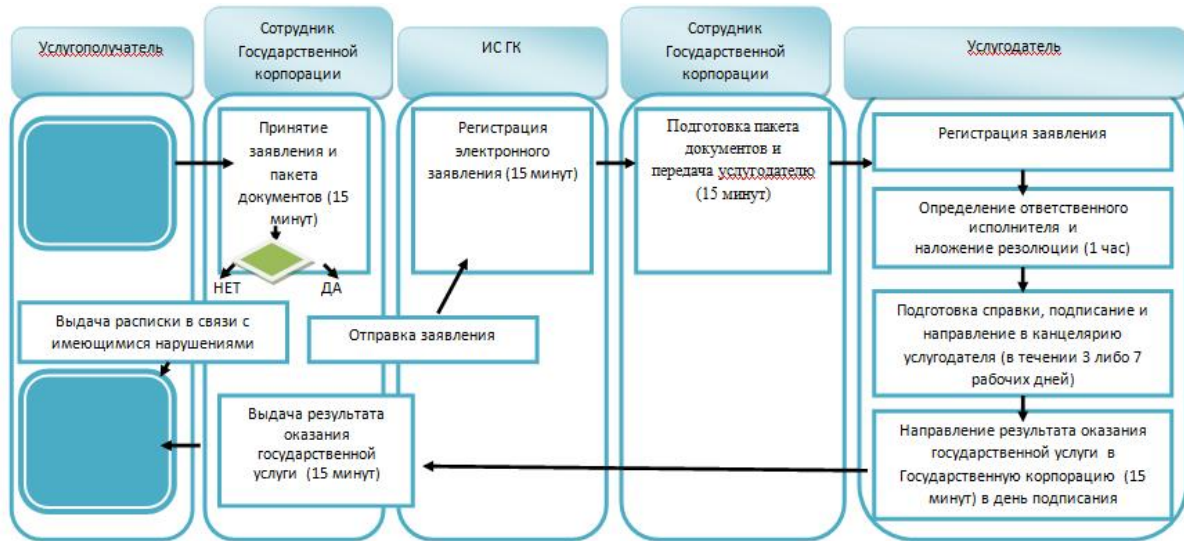 Услугополучатель
Сотрудник
Государственной
корпорации
ИС ГК
Сотрудник
Государственной
корпорации
Услугодатель
Принятие
заявления и
пакета
документов (15
минут)
НЕТ
ДА
Регистрация
электронного
заявления (15 минут)
Подготовка пакета
документов и
передача услугодателю
(15 минут)
Регистрация заявления
Определение ответственного
исполнителя и
наложение резолюции (1 час)
Выдача расписки в связи с
имеющимися нарушениями
Отправка заявления
Подготовка справки, подписание и
направление в канцелярию
услугодателя (в течении 3 либо 7
рабочих дней)
Выдача результата
оказания
государственной
услуги (15 минут)
Направление результата оказания
государственной услуги в
Государственную корпорацию (15
минут) в день подписания